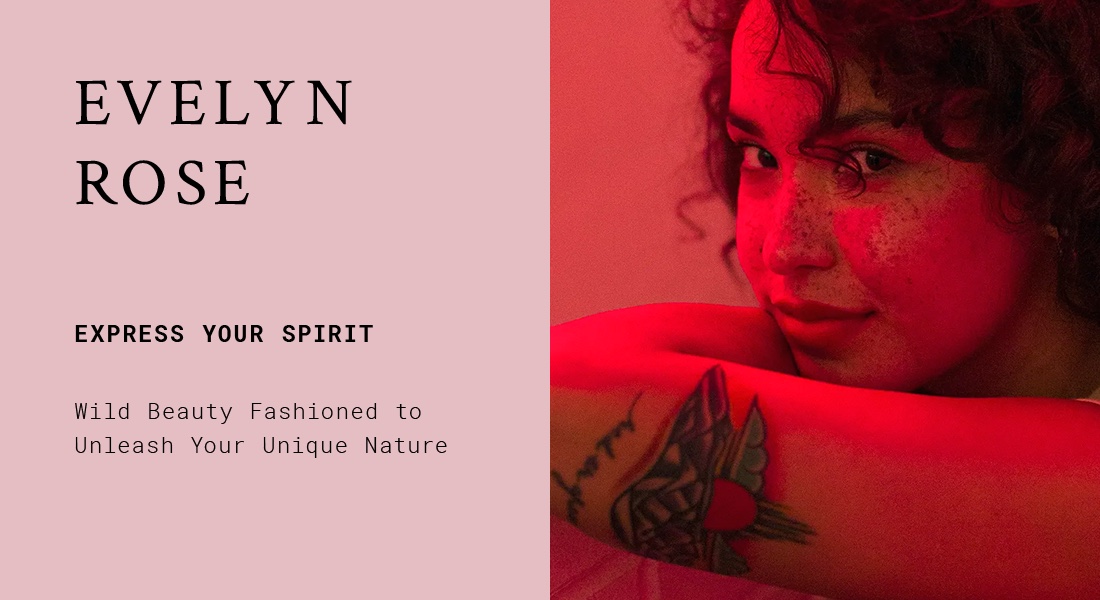 EVELYN
ROSE
EXPRESS YOUR SPIRIT
Wild Beauty Fashioned to
Unleash Your Unique Nature